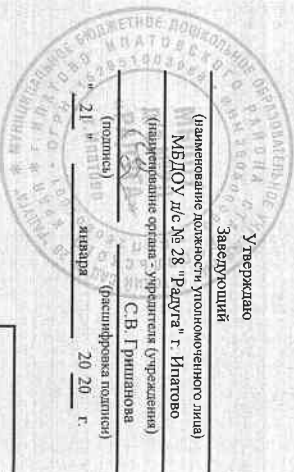 Утверждаю
Заведующий
(наименование должности уполномоченного лица)
МБДОУ д/с № 28 "Радуга" г. Ипатово
(наименование органа - учредителя (учреждения)
С.В. Гришанова
(подпись) (расшифровка подписи)
" 21 " января 20 20 г.